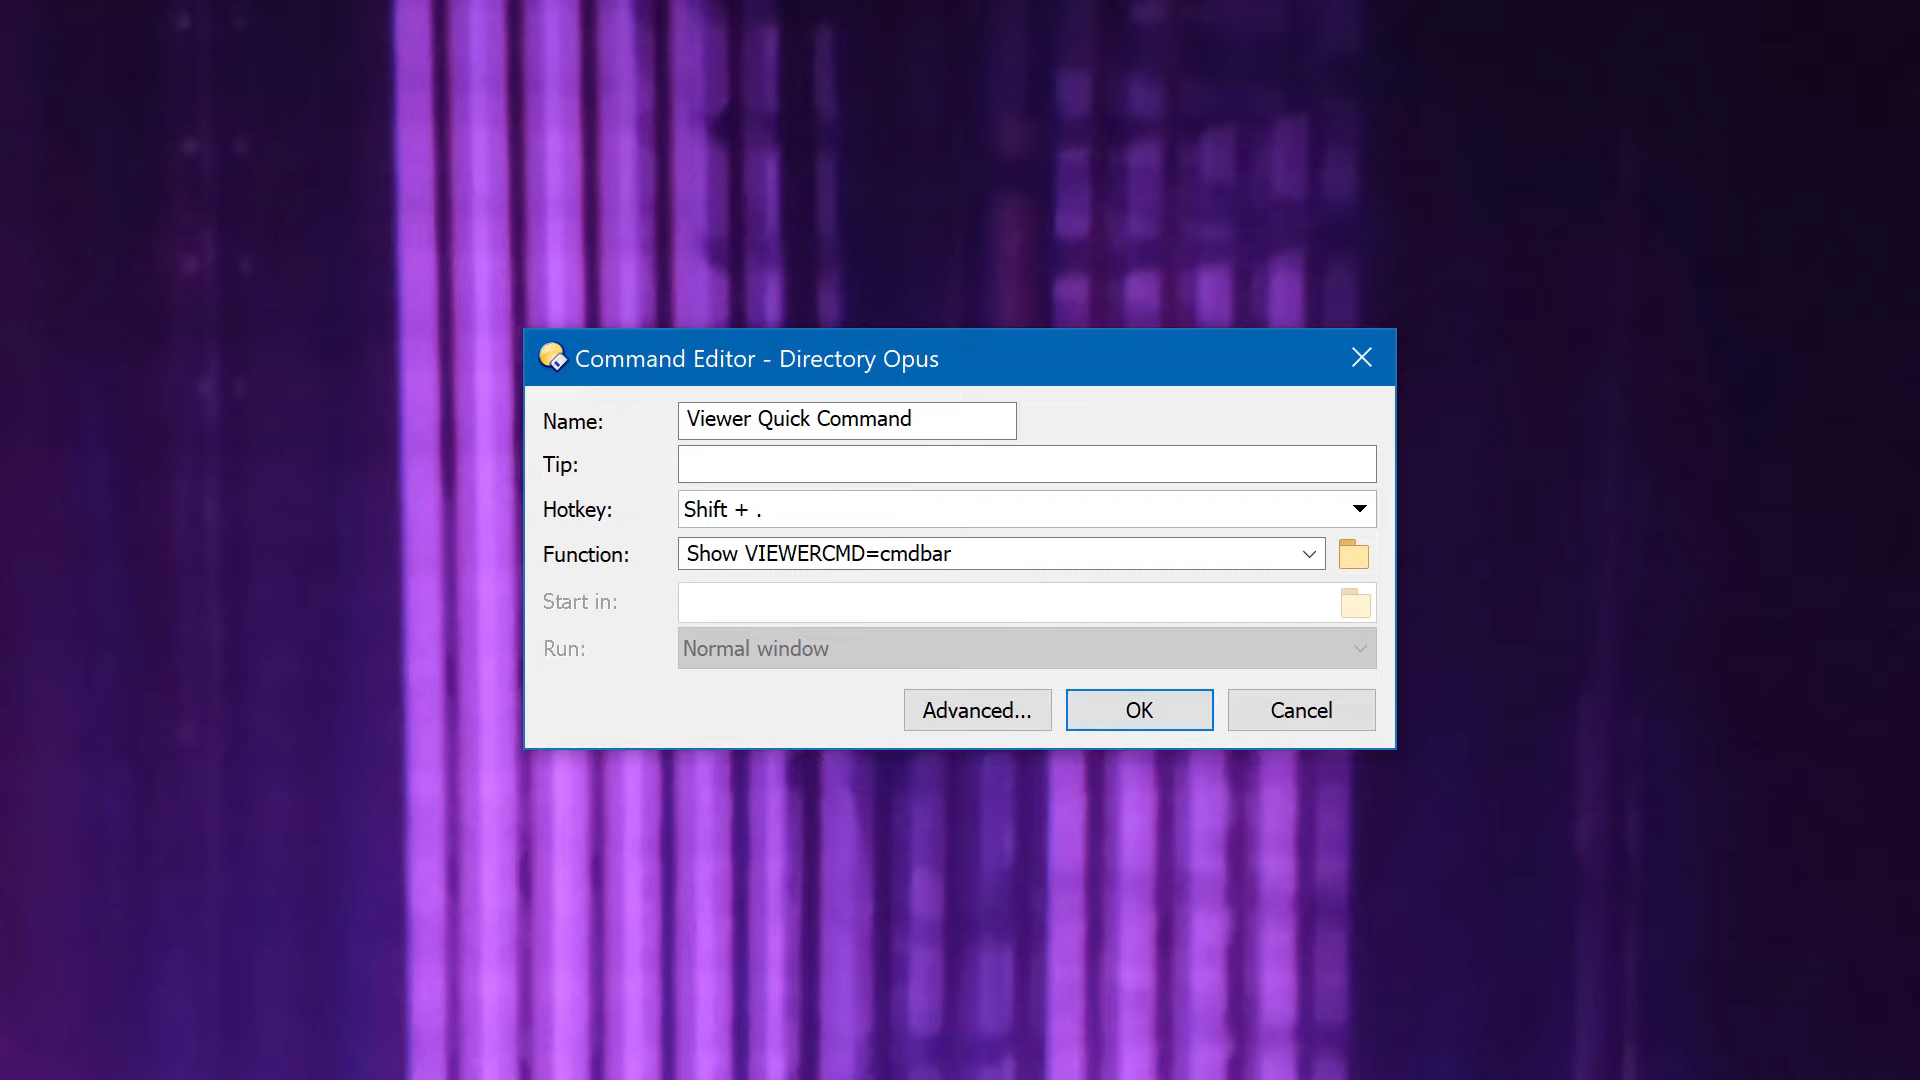 Command Editor - Directory Opus
Name: Viewer Quick Command
Tip:
Hotkey: Shift + .
Function: Show VIEWERCMD=cmdbar
Start in:
Run: Normal window
Advanced... OK Cancel